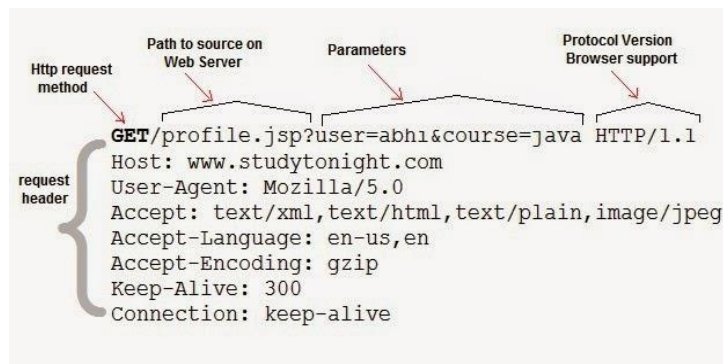 Path to source on
Web Server
Parameters
Protocol Version
Browser support
Http request
method
GET/profile.jsp?user=abhi&course=java HTTP/1.1
Host: www.studytonight.com
User-Agent: Mozilla/5.0
request
header
Accept: text/xml,text/html,text/plain,image/jpeg
Accept-Language: en-us,en
Accept-Encoding: gzip
Keep-Alive: 300
Connection: keep-alive